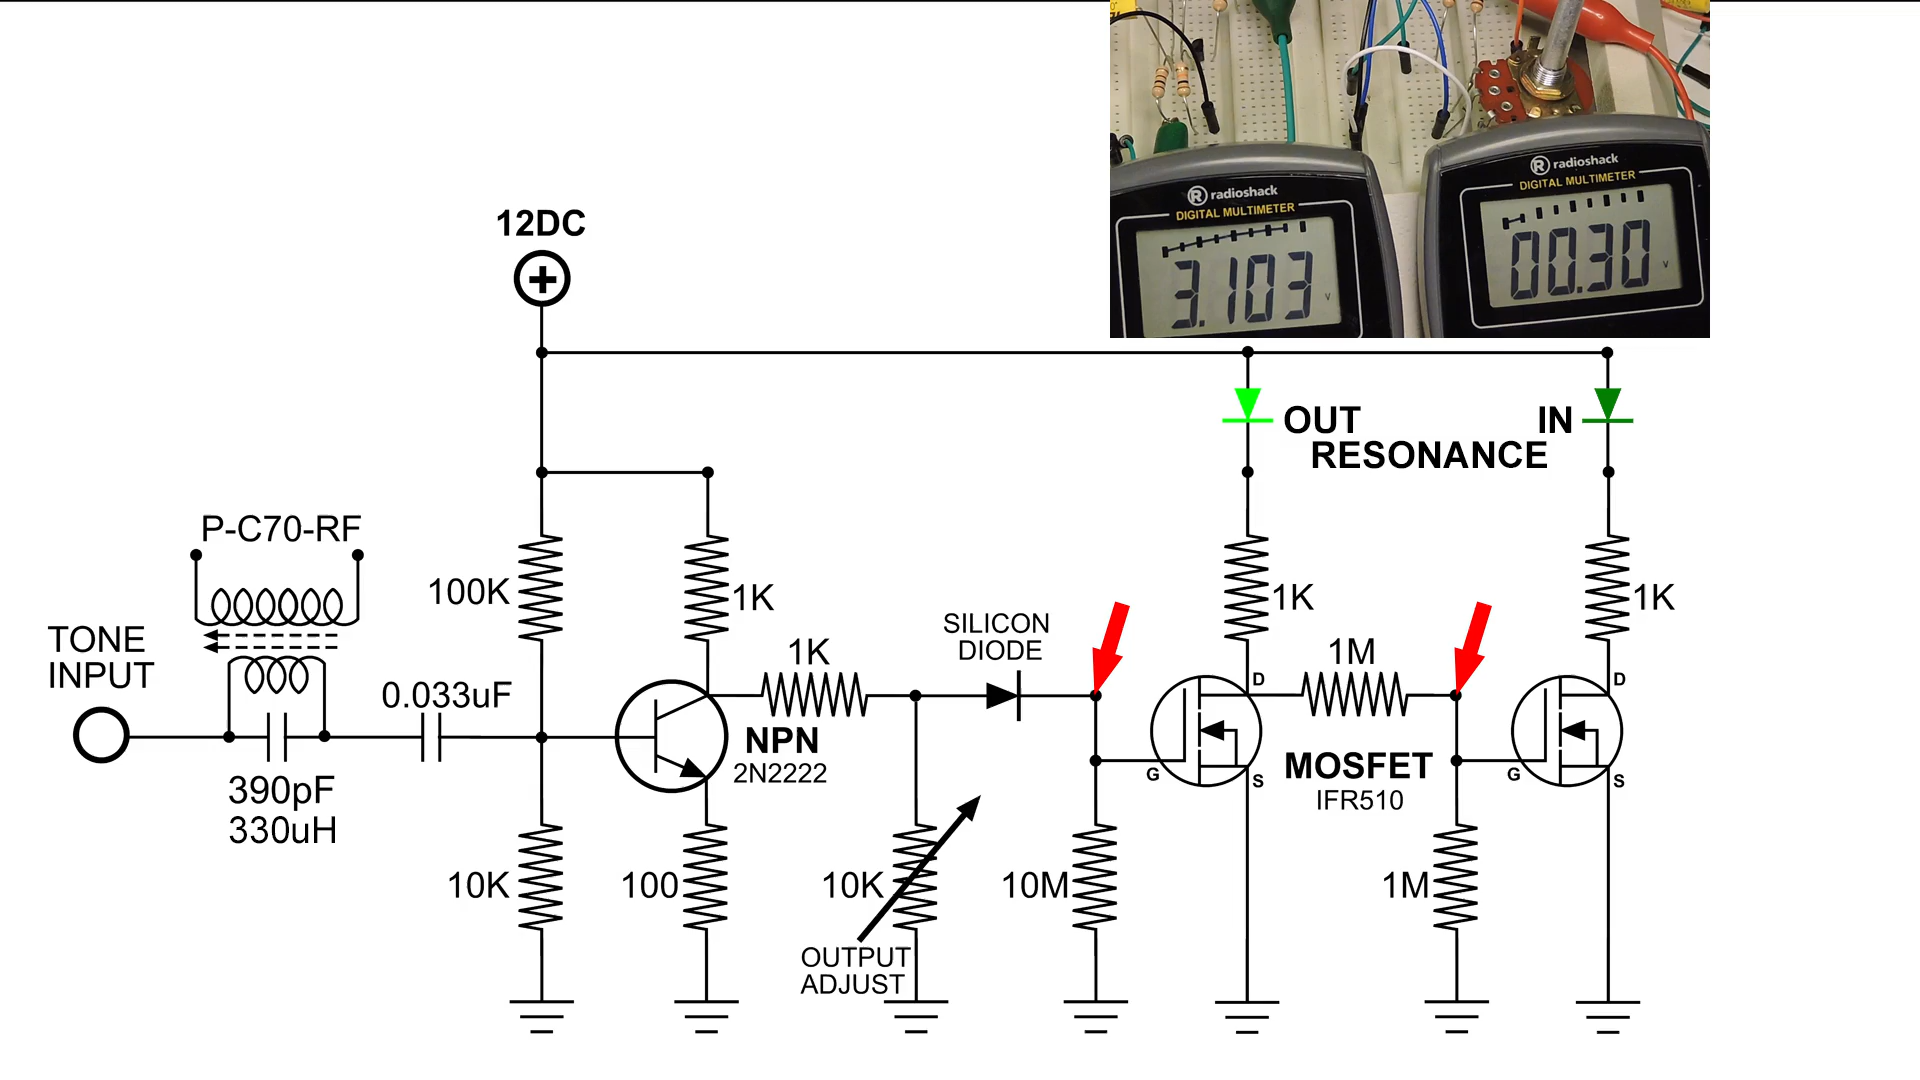 radioshack
DIGITAL MULTIMETER
3.103
V
radioshack
DIGITAL MULTIMETER
00.30
V
12DC
+
OUT
IN
RESONANCE
P-C70-RF
100K
1K
1K
1K
TONE
INPUT
SILICON
DIODE
1K
1M
0.033uF
D
D
NPN
2N2222
MOSFET
IFR510
G
S
G
S
390pF
330uH
10K
100
10K
10M
1M
OUTPUT
ADJUST